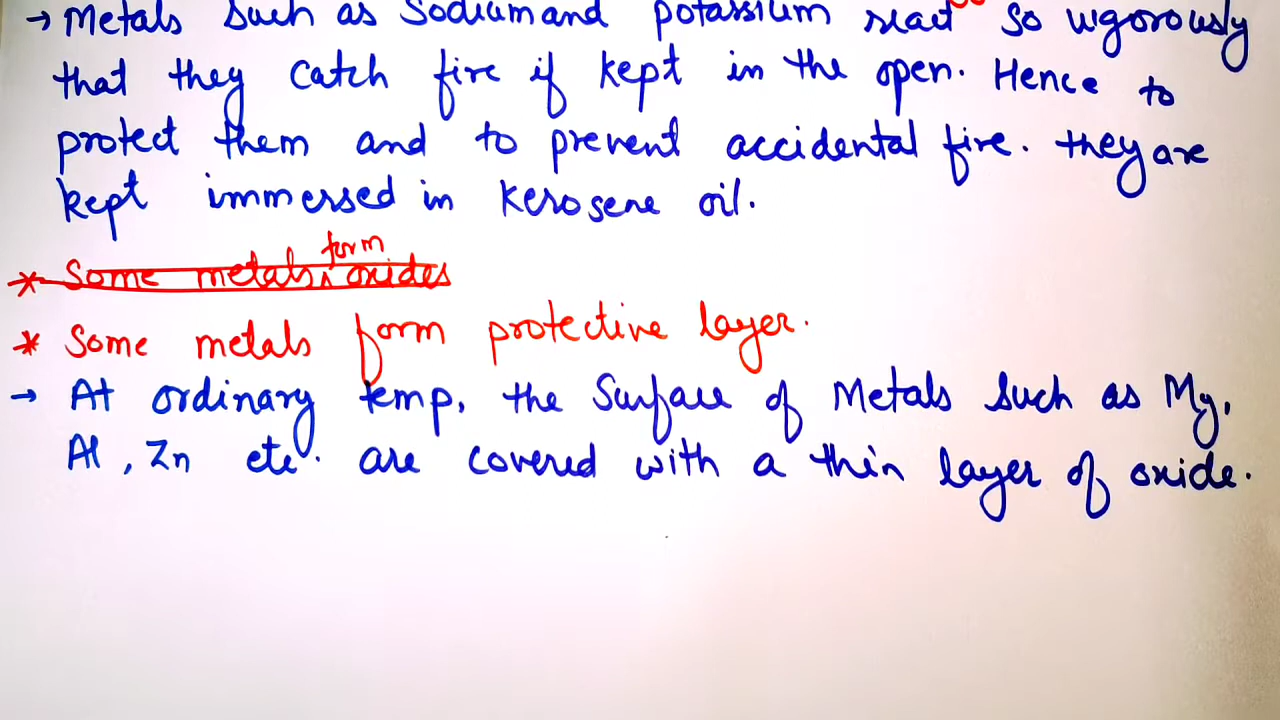 → Metals such as Sodium and potassium react so vigorously
that they catch fire if kept in the open. Hence to
protect them and to prevent accidental fire. they are
kept immersed in Kerosene oil.
* Some metals form oxides
* Some metals form protective layer.
→ At ordinary temp, the Surface of Metals such as Mg,
Al, Zn etc. are covered with a thin layer of oxide.